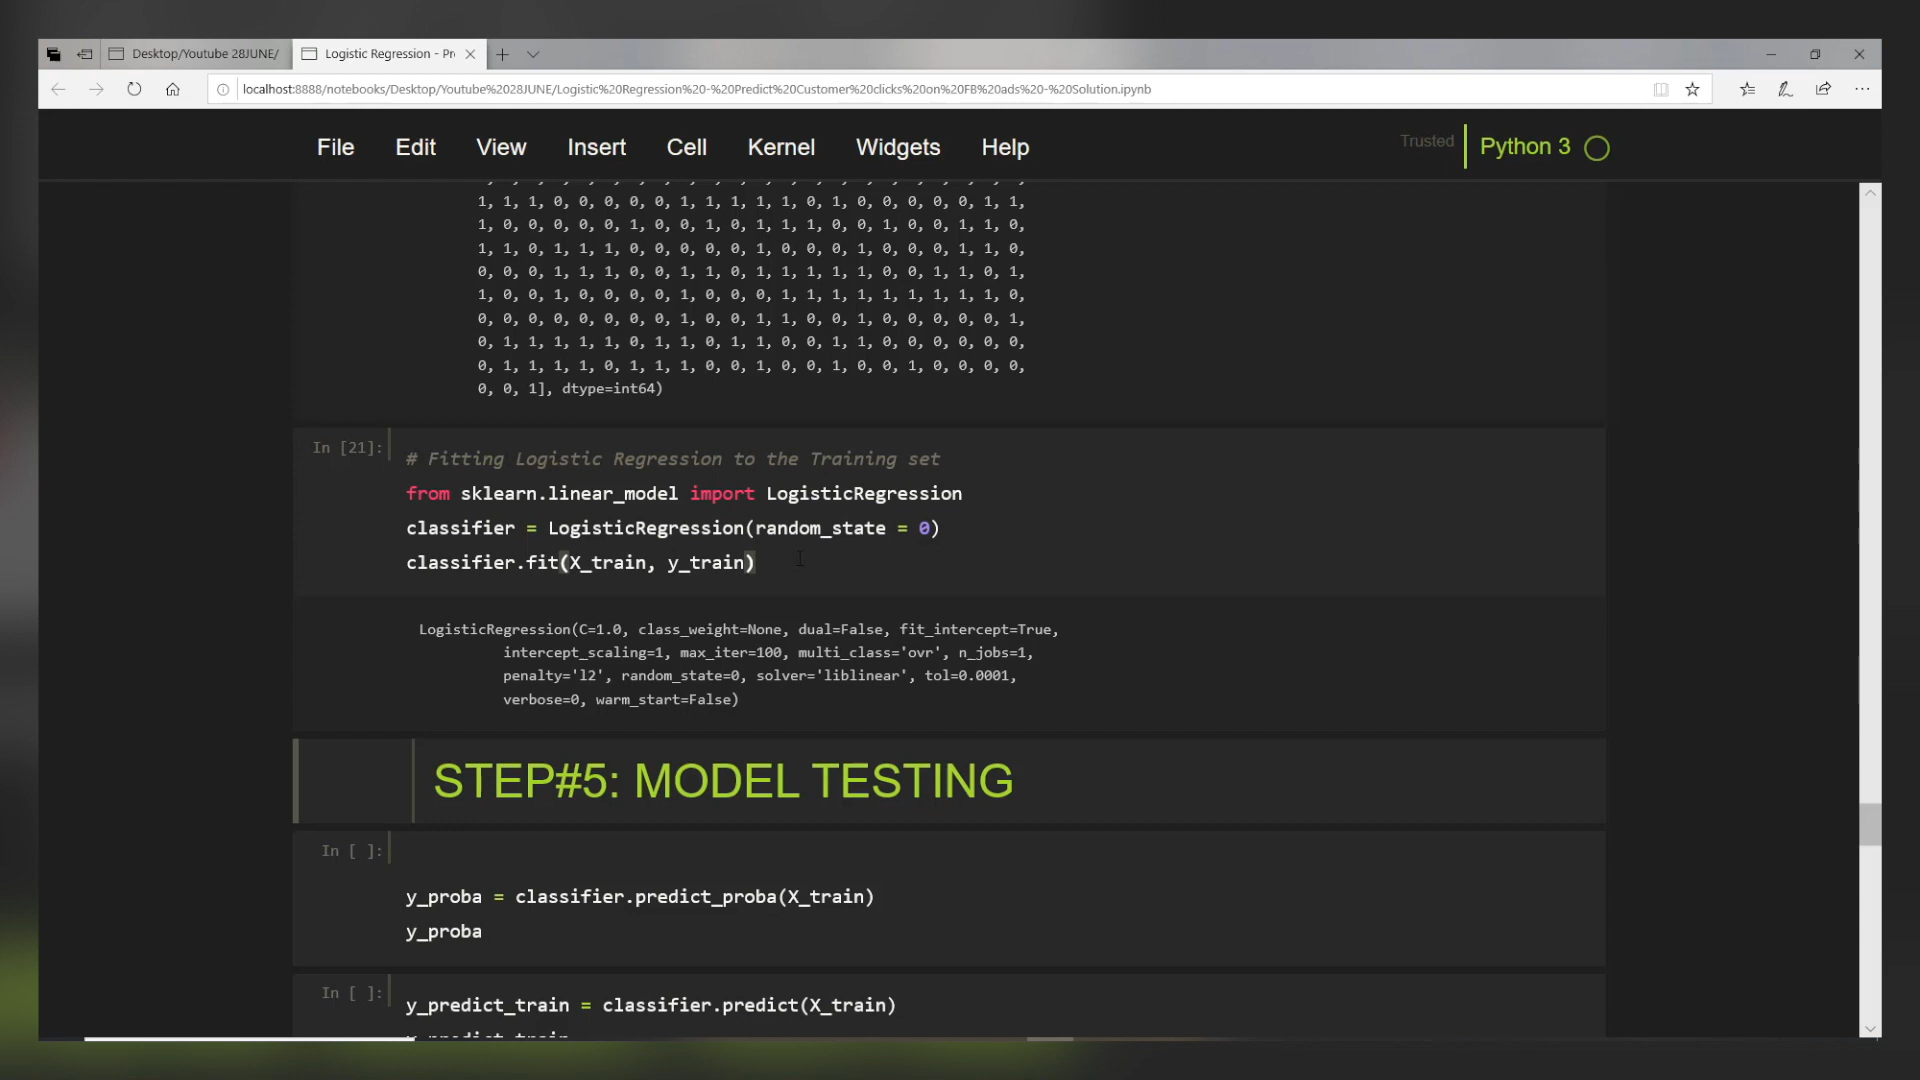 Desktop/Youtube 28JUNE/
Logistic Regression - Pr
localhost:8888/notebooks/Desktop/Youtube%2028JUNE/Logistic%20Regression%20-%20Predict%20Customer%20clicks%20on%20FB%20ads%20-%20Solution.ipynb
File Edit View Insert Cell Kernel Widgets Help Trusted Python 3
1, 1, 1, 0, 0, 0, 0, 0, 1, 1, 1, 1, 1, 0, 1, 0, 0, 0, 0, 0, 1, 1,
1, 0, 0, 0, 0, 0, 1, 0, 0, 1, 0, 1, 1, 1, 0, 0, 1, 0, 0, 1, 1, 0,
1, 1, 0, 1, 1, 1, 0, 0, 0, 0, 0, 1, 0, 0, 0, 1, 0, 0, 0, 1, 1, 0,
0, 0, 0, 1, 1, 1, 0, 0, 1, 1, 0, 1, 1, 1, 1, 1, 0, 0, 1, 1, 0, 1,
1, 0, 0, 1, 0, 0, 0, 0, 1, 0, 0, 0, 1, 1, 1, 1, 1, 1, 1, 1, 1, 0,
0, 0, 0, 0, 0, 0, 0, 0, 1, 0, 0, 1, 1, 0, 0, 1, 0, 0, 0, 0, 0, 1,
0, 1, 1, 1, 1, 1, 0, 1, 1, 0, 1, 1, 0, 0, 1, 1, 0, 0, 0, 0, 0, 0,
0, 1, 1, 1, 1, 0, 1, 1, 1, 0, 0, 1, 0, 0, 1, 0, 0, 1, 0, 0, 0, 0,
0, 0, 1], dtype=int64)
In [21]:
# Fitting Logistic Regression to the Training set
from sklearn.linear_model import LogisticRegression
classifier = LogisticRegression(random_state = 0)
classifier.fit(X_train, y_train)
LogisticRegression(C=1.0, class_weight=None, dual=False, fit_intercept=True,
intercept_scaling=1, max_iter=100, multi_class='ovr', n_jobs=1,
penalty='l2', random_state=0, solver='liblinear', tol=0.0001,
verbose=0, warm_start=False)
STEP#5: MODEL TESTING
In [ ]:
y_proba = classifier.predict_proba(X_train)
y_proba
In [ ]:
y_predict_train = classifier.predict(X_train)